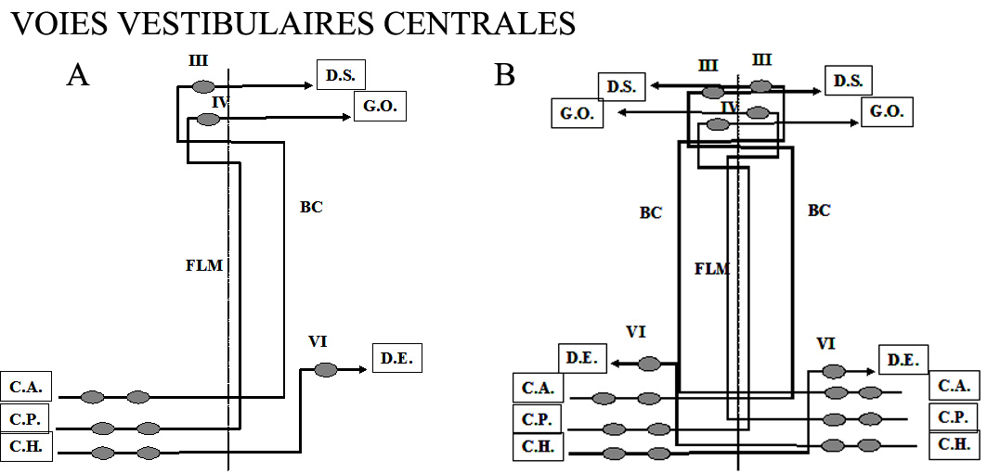 VOIES VESTIBULAIRES CENTRALES
A
III
D.S.
IV
G.O.
BC
FLM
VI
D.E.
C.A.
C.P.
C.H.
B
III
III
D.S.
D.S.
G.O.
IV
G.O.
BC
BC
FLM
VI
VI
D.E.
D.E.
C.A.
C.A.
C.P.
C.P.
C.H.
C.H.